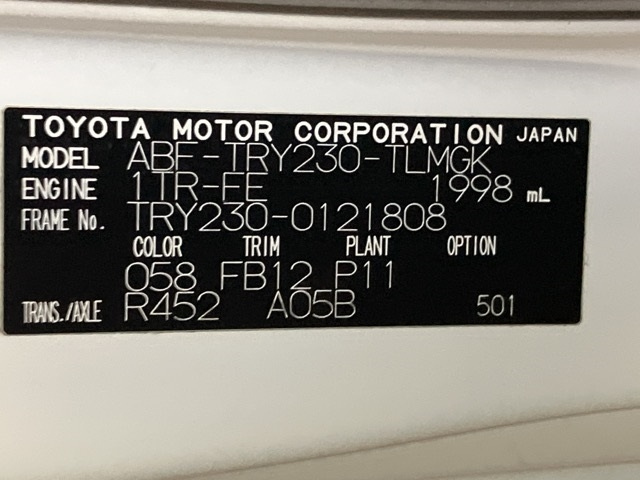 TOYOTA MOTOR CORPORATION JAPAN
MODEL ABF-TRY230-TLMGK
ENGINE 1TR-FE 1998 mL
FRAME No. TRY230-0121808
COLOR TRIM PLANT OPTION
058 FB12 P11
TRANS./AXLE R452 A05B 501